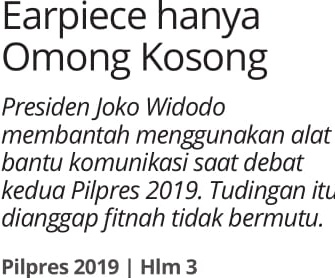 Earpiece hanya
Omong Kosong
Presiden Joko Widodo
membantah menggunakan alat
bantu komunikasi saat debat
kedua Pilpres 2019. Tudingan itu
dianggap fitnah tidak bermutu.
Pilpres 2019 | Hlm 3